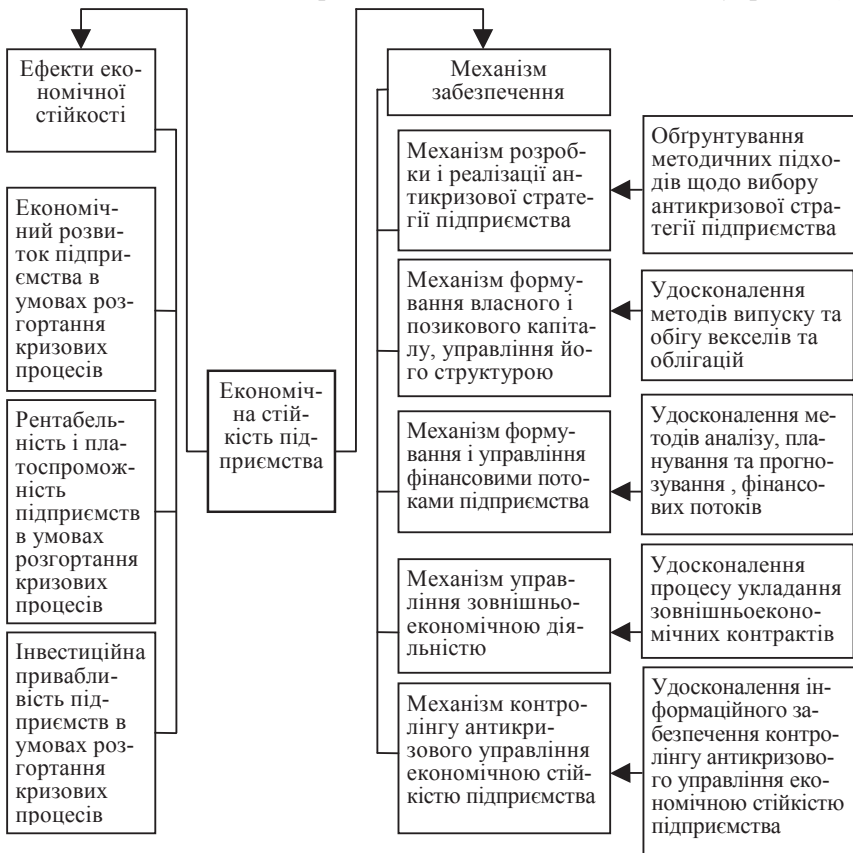 Ефекти еко-
номічної
стійкості
Економіч-
ний розви-
ток підпри-
ємства в
умовах роз-
гортання
кризових
процесів
Рентабель-
ність і пла-
тоспромож-
ність
підприємств
в умовах
розгортання
кризових
процесів
Інвестиційна
привабли-
вість під-
приємств в
умовах роз-
гортання
кризових
процесів
Економіч-
на стій-
кість під-
приємства
Механізм
забезпечення
Механізм розроб-
ки і реалізації ан-
тикризової страте-
гії підприємства
Механізм форму-
вання власного і
позикового капіта-
лу, управління йо-
го структурою
Механізм форму-
вання і управління
фінансовими пото-
ками підприємства
Механізм управ-
ління зовнішньо-
економічною ді-
яльністю
Механізм контро-
лінгу антикри-
зового управління
економічною стій-
кістю підприємства
Обґрунтування
методичних підхо-
дів щодо вибору
антикризової стра-
тегії підприємства
Удосконалення
методів випуску та
обігу векселів та
облігацій
Удосконалення ме-
тодів аналізу, пла-
нування та прогно-
зування , фінансо-
вих потоків
Удосконалення
процесу укладання
зовнішньоеконо-
мічних контрактів
Удосконалення ін-
формаційного за-
безпечення контро-
лінгу антикризово-
го управління еко-
номічною стійкістю
підприємства